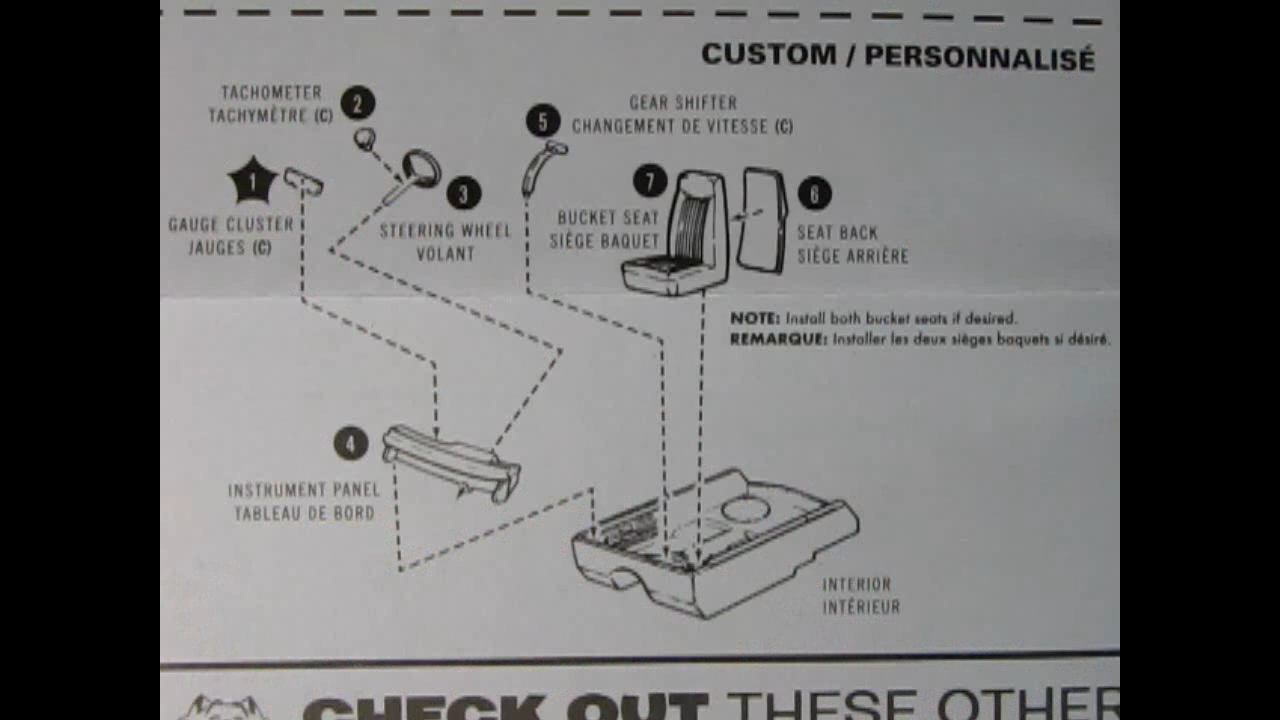 CUSTOM / PERSONNALISÉ
TACHOMETER
TACHYMÈTRE (C)
2
GEAR SHIFTER
CHANGEMENT DE VITESSE (C)
5
1
GAUGE CLUSTER
JAUGES (C)
3
STEERING WHEEL
VOLANT
7
BUCKET SEAT
SIÈGE BAQUET
6
SEAT BACK
SIÈGE ARRIÈRE
NOTE: Install both bucket seats if desired.
REMARQUE: Installer les deux sièges baquets si désiré.
4
INSTRUMENT PANEL
TABLEAU DE BORD
INTERIOR
INTÉRIEUR
CHECK OUT THESE OTHER